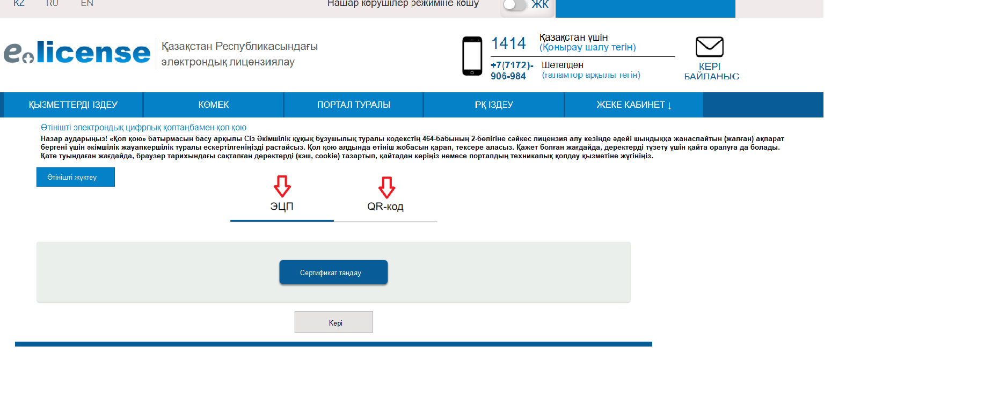 KZ RU EN Нашар көрушілер режиміне көшу ЖК
e.license
Қазақстан Республикасындағы
электрондық лицензиялау
1414 Қазақстан үшін
(Қоңырау шалу тегін)
+7(7172)-906-984
Шетелден
(ғаламтор арқылы тегін)
КЕРІ
БАЙЛАНЫС
ҚЫЗМЕТТЕРДІ ІЗДЕУ КӨМЕК ПОРТАЛ ТУРАЛЫ РҚ ІЗДЕУ ЖЕКЕ КАБИНЕТ ↓
Өтінішті электрондық цифрлық қолтаңбамен қол қою
Назар аударыңыз! «Қол қою» батырмасын басу арқылы Сіз Әкімшілік құқық бұзушылық туралы кодекстің 464-бабының 2-бөлігіне сәйкес лицензия алу кезінде әдейі шындыққа жанаспайтын (жалған) ақпарат
бергені үшін әкімшілік жауапкершілік туралы ескертілгеніңізді растайсыз. Қол қою алдында өтініш жобасын қарап, тексере аласыз. Қажет болған жағдайда, деректерді түзету үшін қайта оралуға да болады.
Қате туындаған жағдайда, браузер тарихындағы сақталған деректерді (кэш, cookie) тазартып, қайтадан көріңіз немесе порталдың техникалық қолдау қызметіне жүгініңіз.
Өтінішті жүктеу
ЭЦП QR-код
Сертификат таңдау
Кері